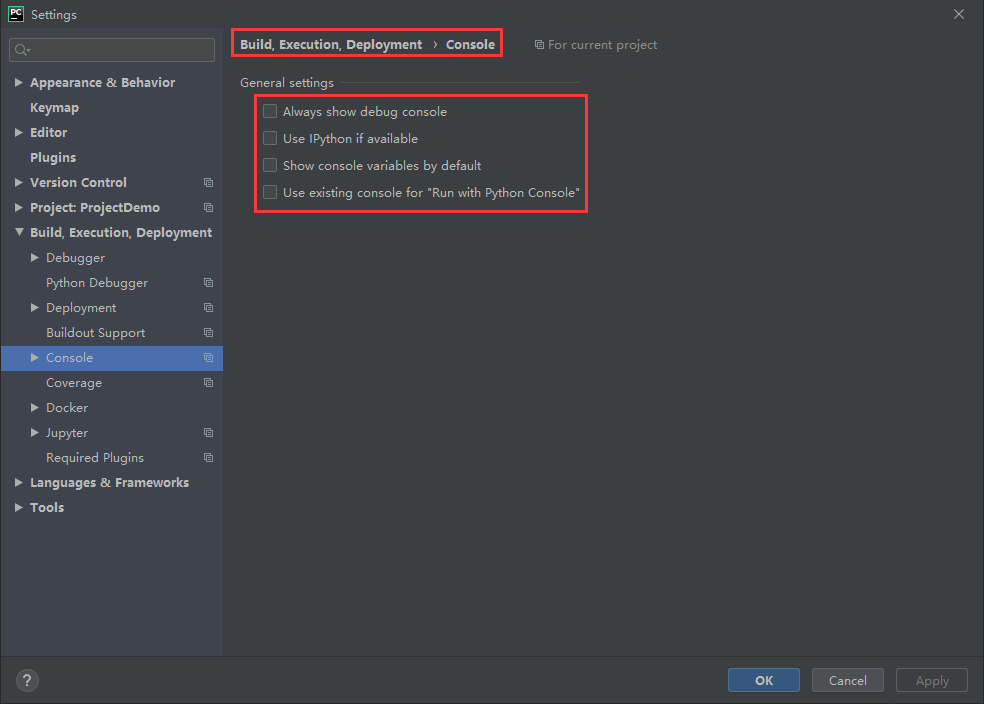 PC Settings
Build, Execution, Deployment › Console
For current project
Appearance & Behavior
Keymap
Editor
Plugins
Version Control
Project: ProjectDemo
Build, Execution, Deployment
Debugger
Python Debugger
Deployment
Buildout Support
Console
Coverage
Docker
Jupyter
Required Plugins
Languages & Frameworks
Tools
General settings
Always show debug console
Use IPython if available
Show console variables by default
Use existing console for "Run with Python Console"
?
OK
Cancel
Apply